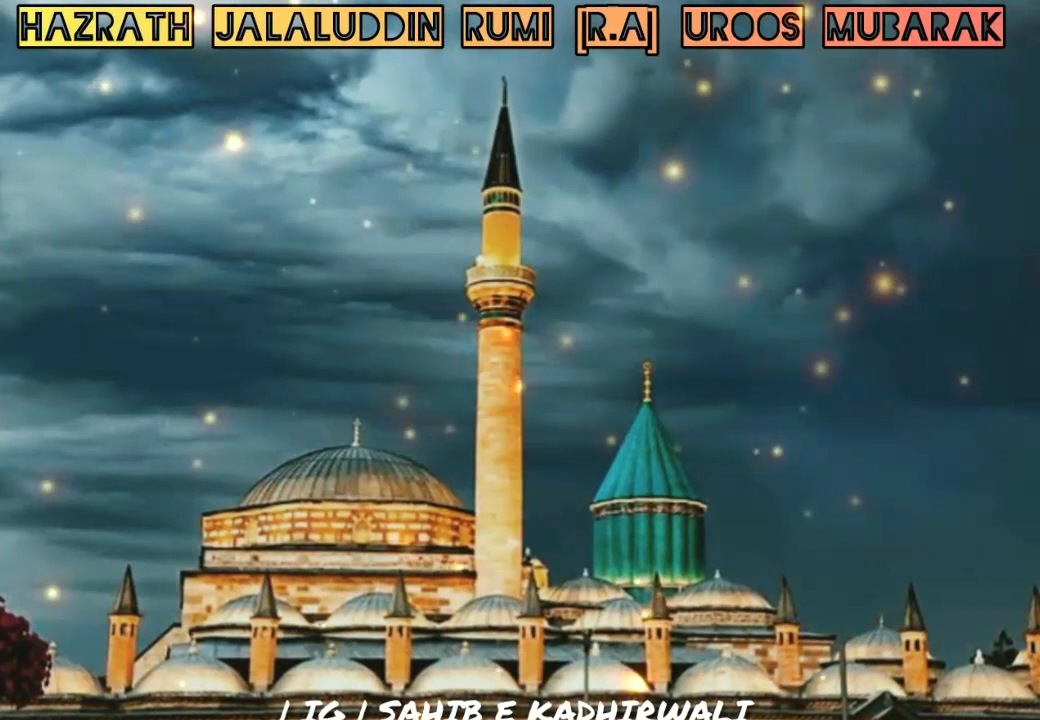 HAZRATH JALALUDDIN RUMI [R.A] UROOS MUBARAK
| IG | SAHIB E KADHIRWALI